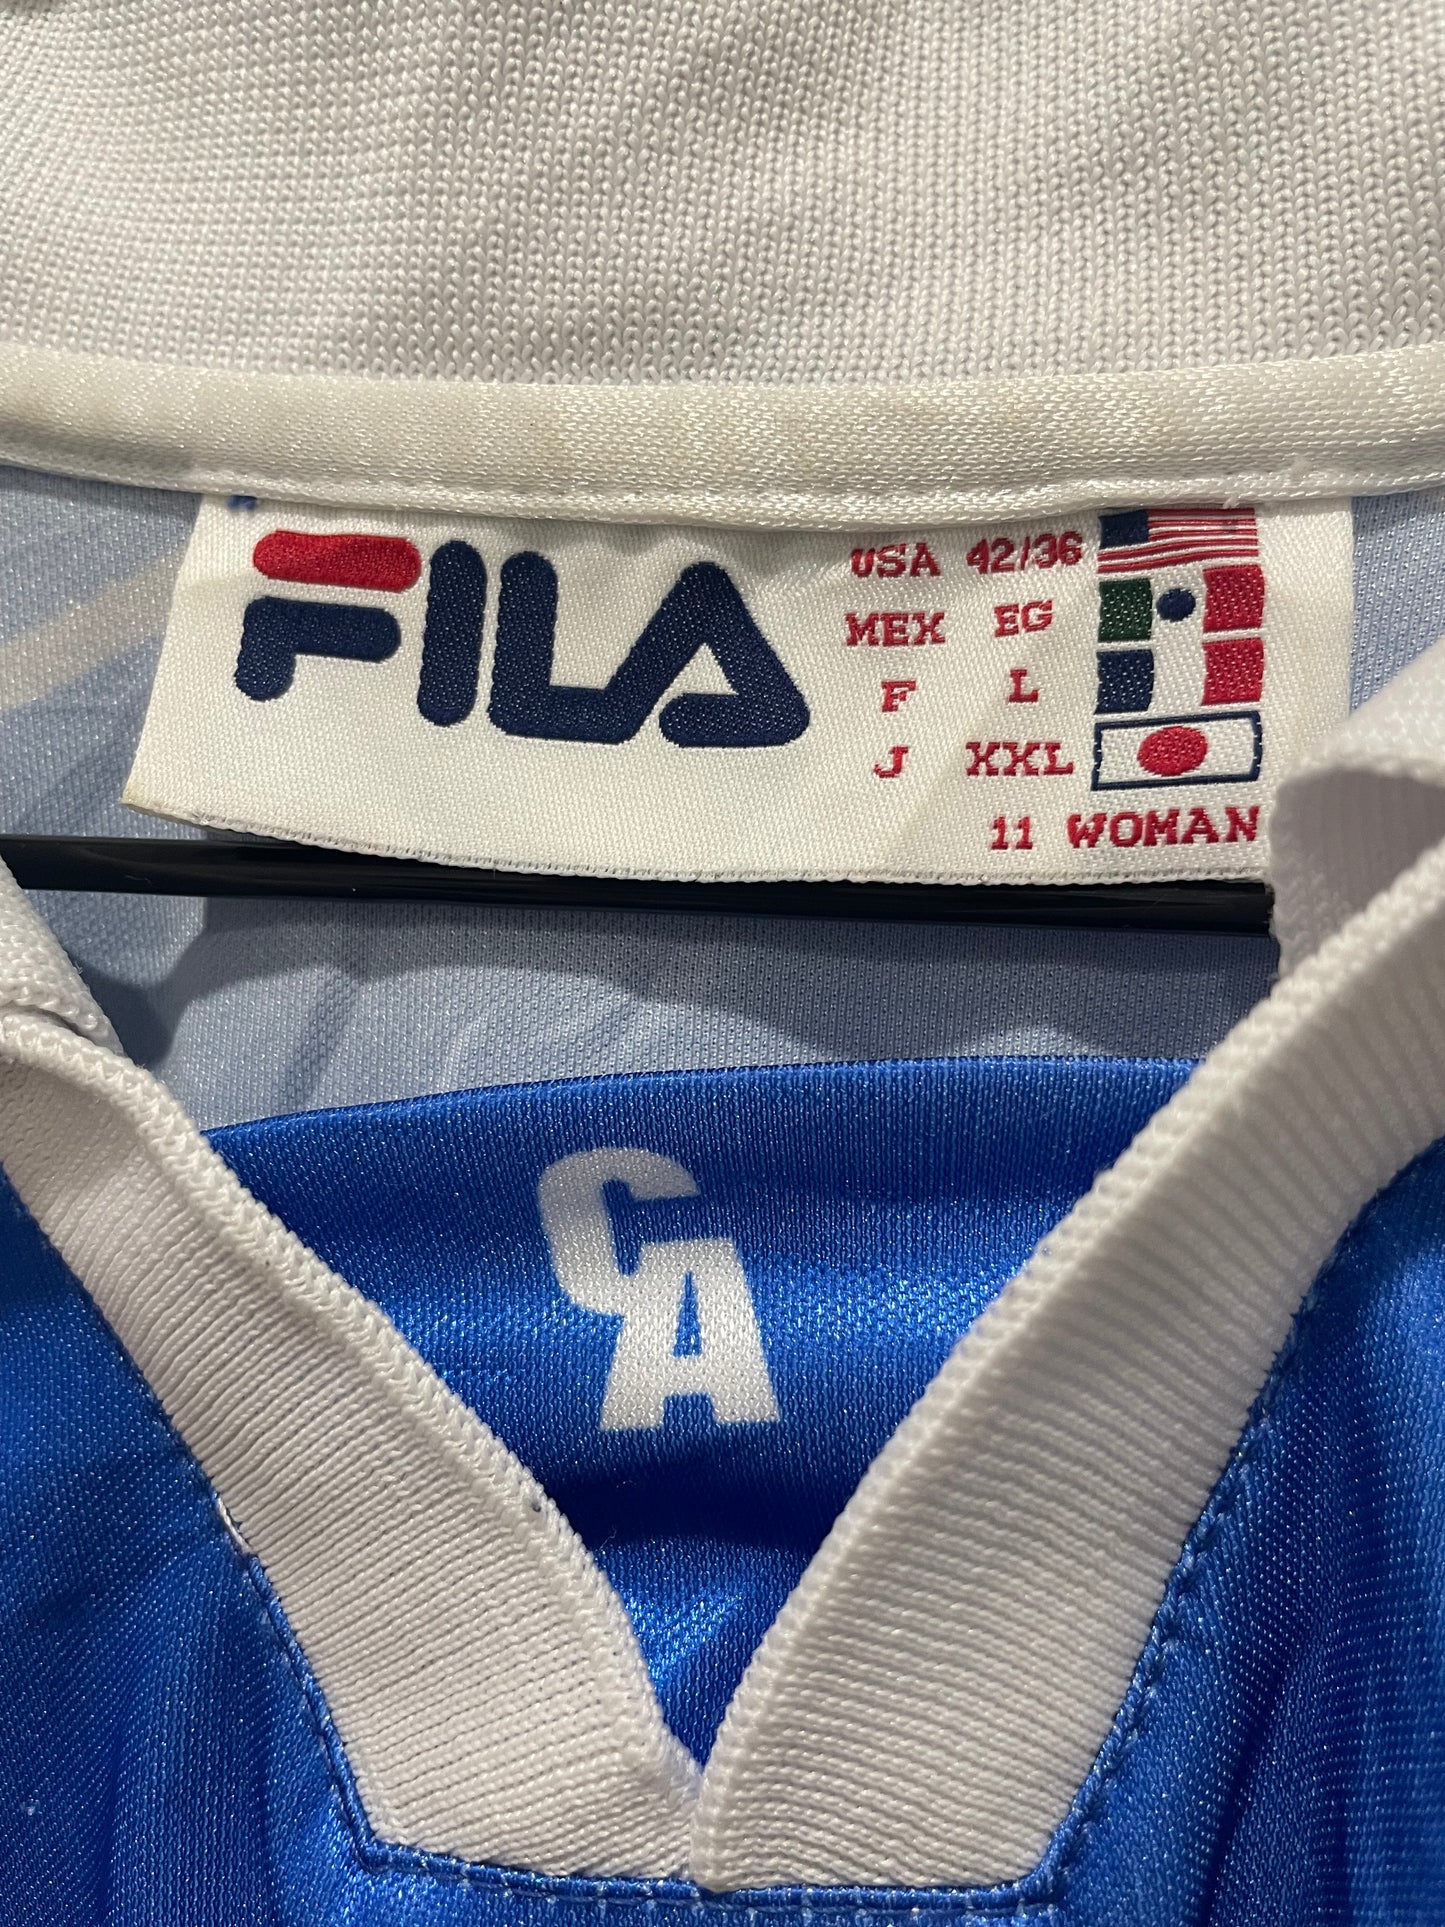 FILA
USA 42/36
MEX EG
F L
J XXL
11 WOMAN
CA